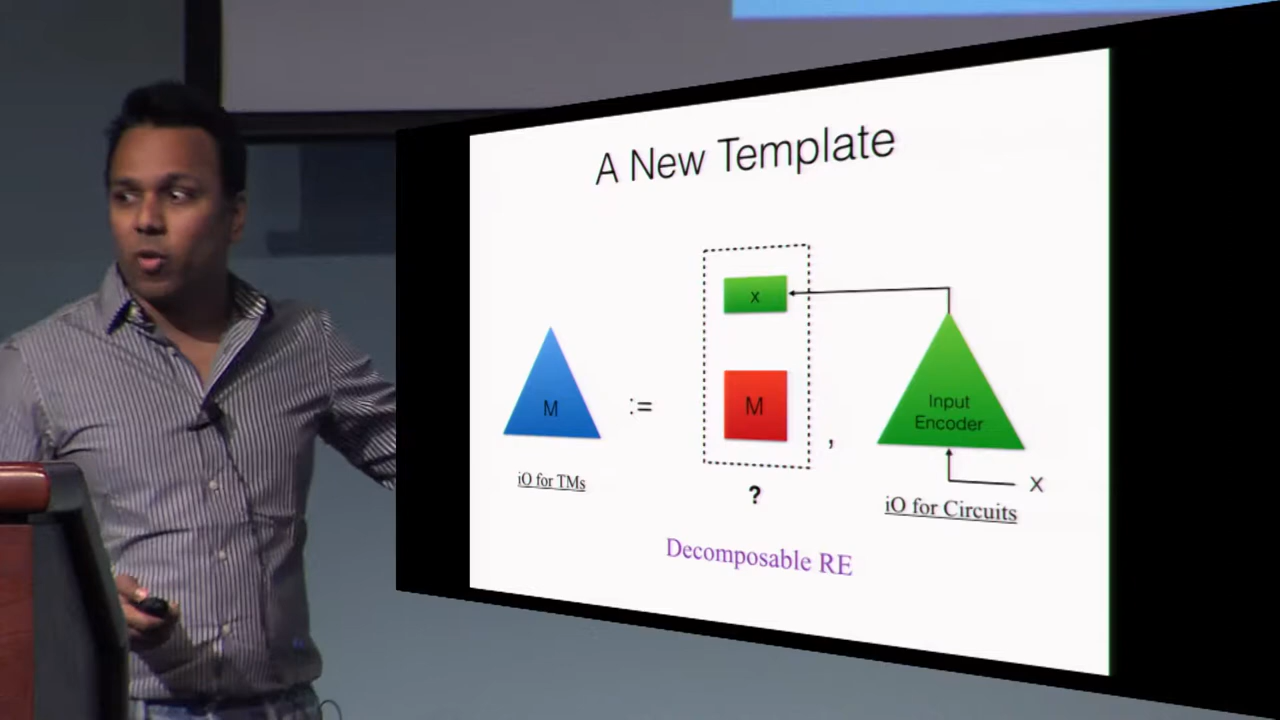 A New Template
x
M
:=
M
,
Input
Encoder
x
iO for TMs
?
iO for Circuits
Decomposable RE